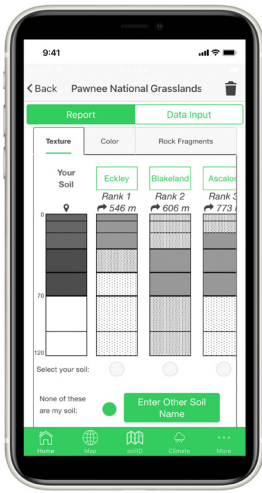 9:41
Back Pawnee National Grasslands
Report Data Input
Texture Color Rock Fragments
Your Soil Eckley Blakeland Ascalon
Rank 1 Rank 2 Rank 3
546 m 606 m 773
0
70
120
Select your soil:
None of these are my soil:
Enter Other Soil Name
Home Map soilID Climate More